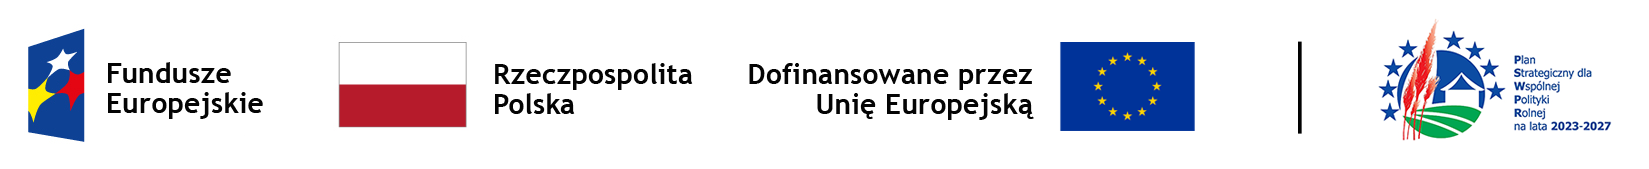 Fundusze
Europejskie
Rzeczpospolita
Polska
Dofinansowane przez
Unię Europejską
Plan
Strategiczny dla
Wspólnej
Polityki
Rolnej
na lata 2023-2027